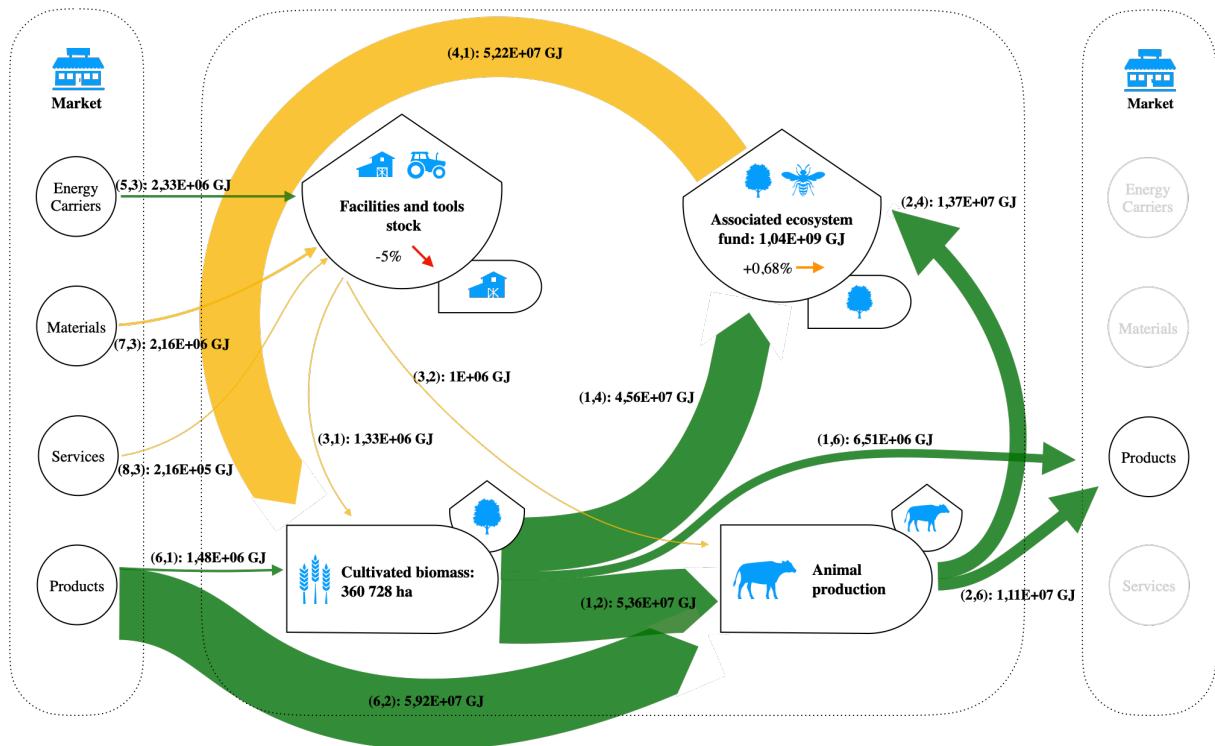 (4,1): 5,22E+07 GJ
Market
Market
Energy
Carriers
(5,3): 2,33E+06 GJ
Facilities and tools
stock
-5%
Associated ecosystem
fund: 1,04E+09 GJ
+0,68%
(2,4): 1,37E+07 GJ
Energy
Carriers
Materials
(7,3): 2,16E+06 GJ
(3,2): 1E+06 GJ
(1,4): 4,56E+07 GJ
Materials
Services
(8,3): 2,16E+05 GJ
(3,1): 1,33E+06 GJ
(1,6): 6,51E+06 GJ
Products
Products
(6,1): 1,48E+06 GJ
Cultivated biomass:
360 728 ha
(1,2): 5,36E+07 GJ
Animal
production
(2,6): 1,11E+07 GJ
Services
(6,2): 5,92E+07 GJ